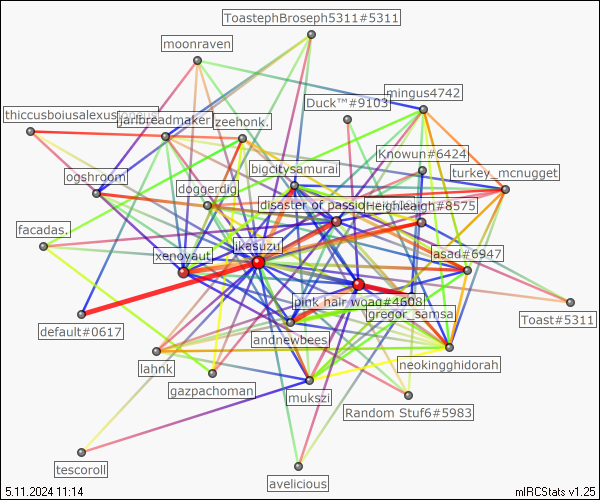 ToastephBroseph5311#5311
moonraven
mingus4742
Duck™#9103
thiccusboiusalexus
jarlbreadmaker
zeehonk.
Knowun#6424
bigcitysamurai
turkey_mcnugget
ogshroom
doggerdig
disaster of passion
Heighleaigh#8575
facadas.
ikasuzu
xenovaut
asad#6947
pink hair woag#4608
gregor_samsa
default#0617
Toast#5311
andnewbees
lahnk
neokingghidorah
gazpachoman
mukszi
Random Stuf6#5983
tescoroll
avelicious
5.11.2024 11:14
mIRCStats v1.25